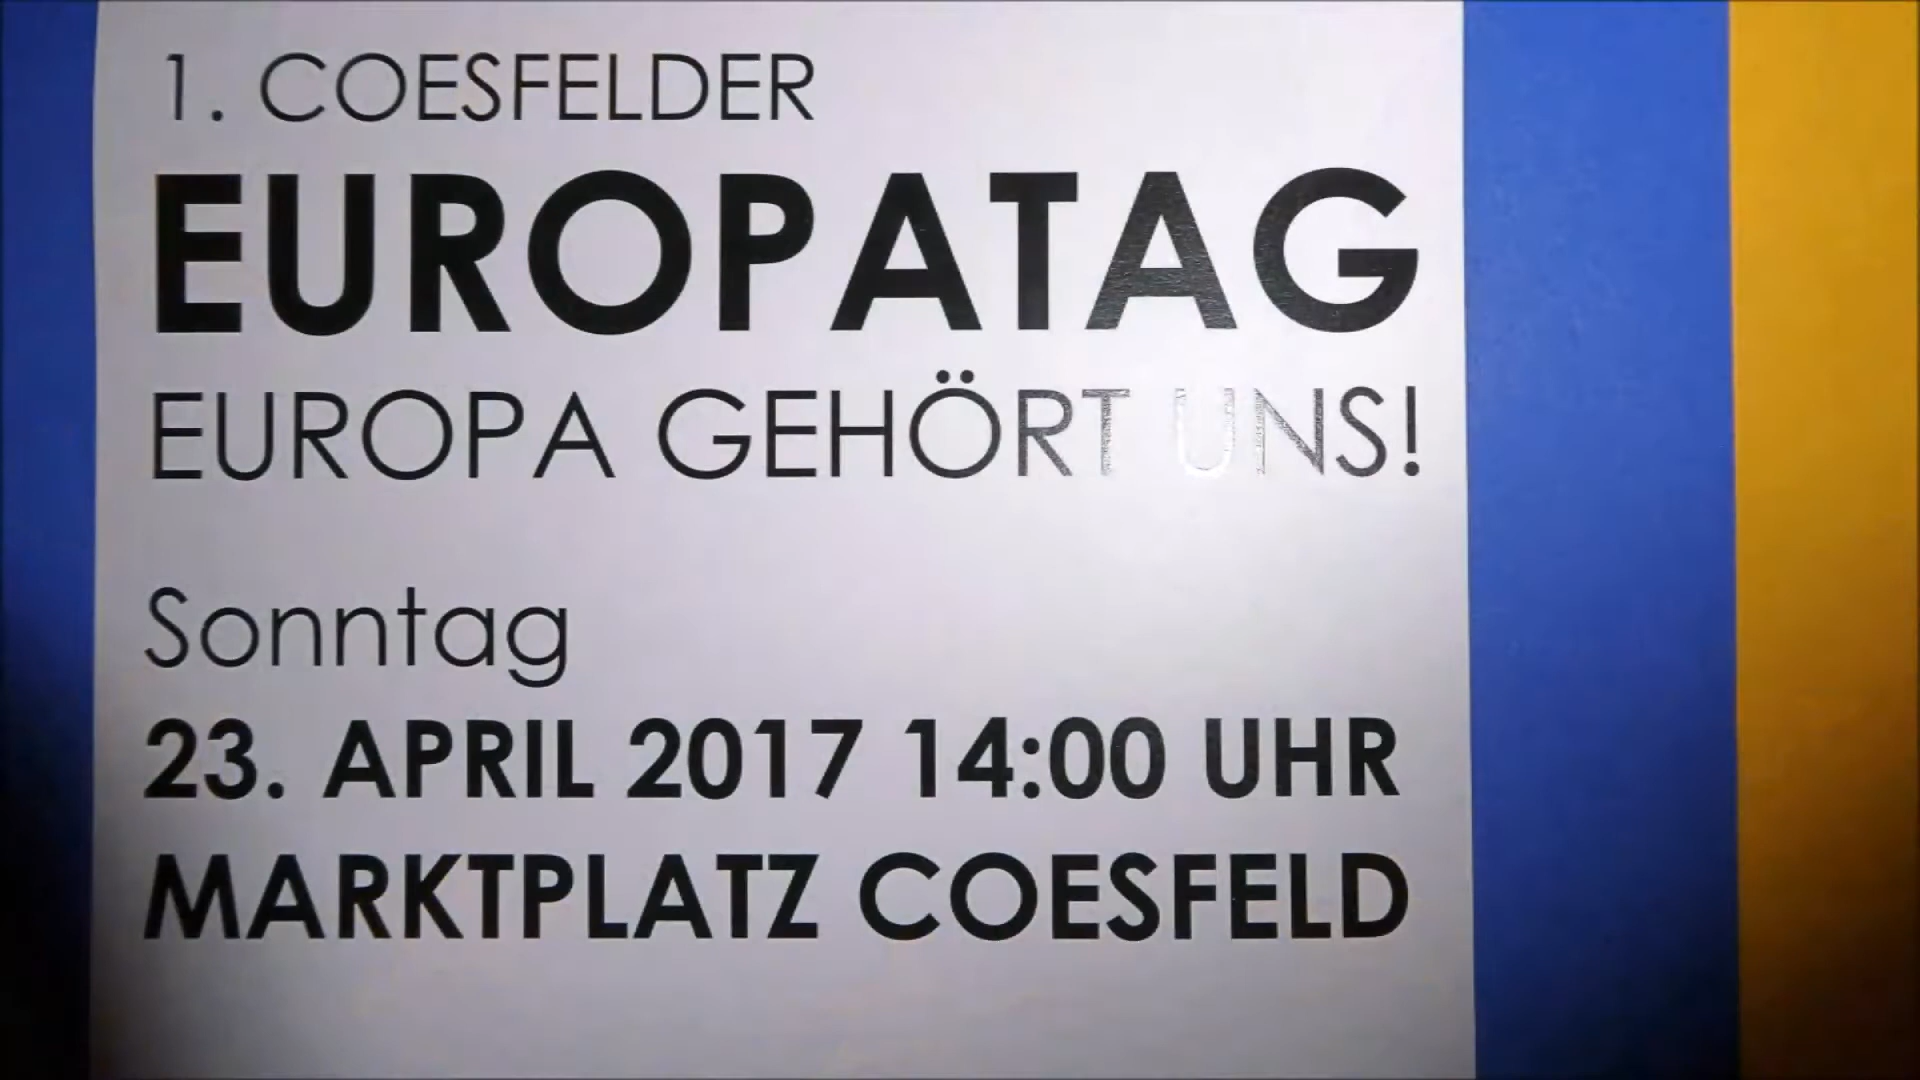 1. COESFELDER
EUROPATAG
EUROPA GEHÖRT UNS!
Sonntag
23. APRIL 2017 14:00 UHR
MARKTPLATZ COESFELD